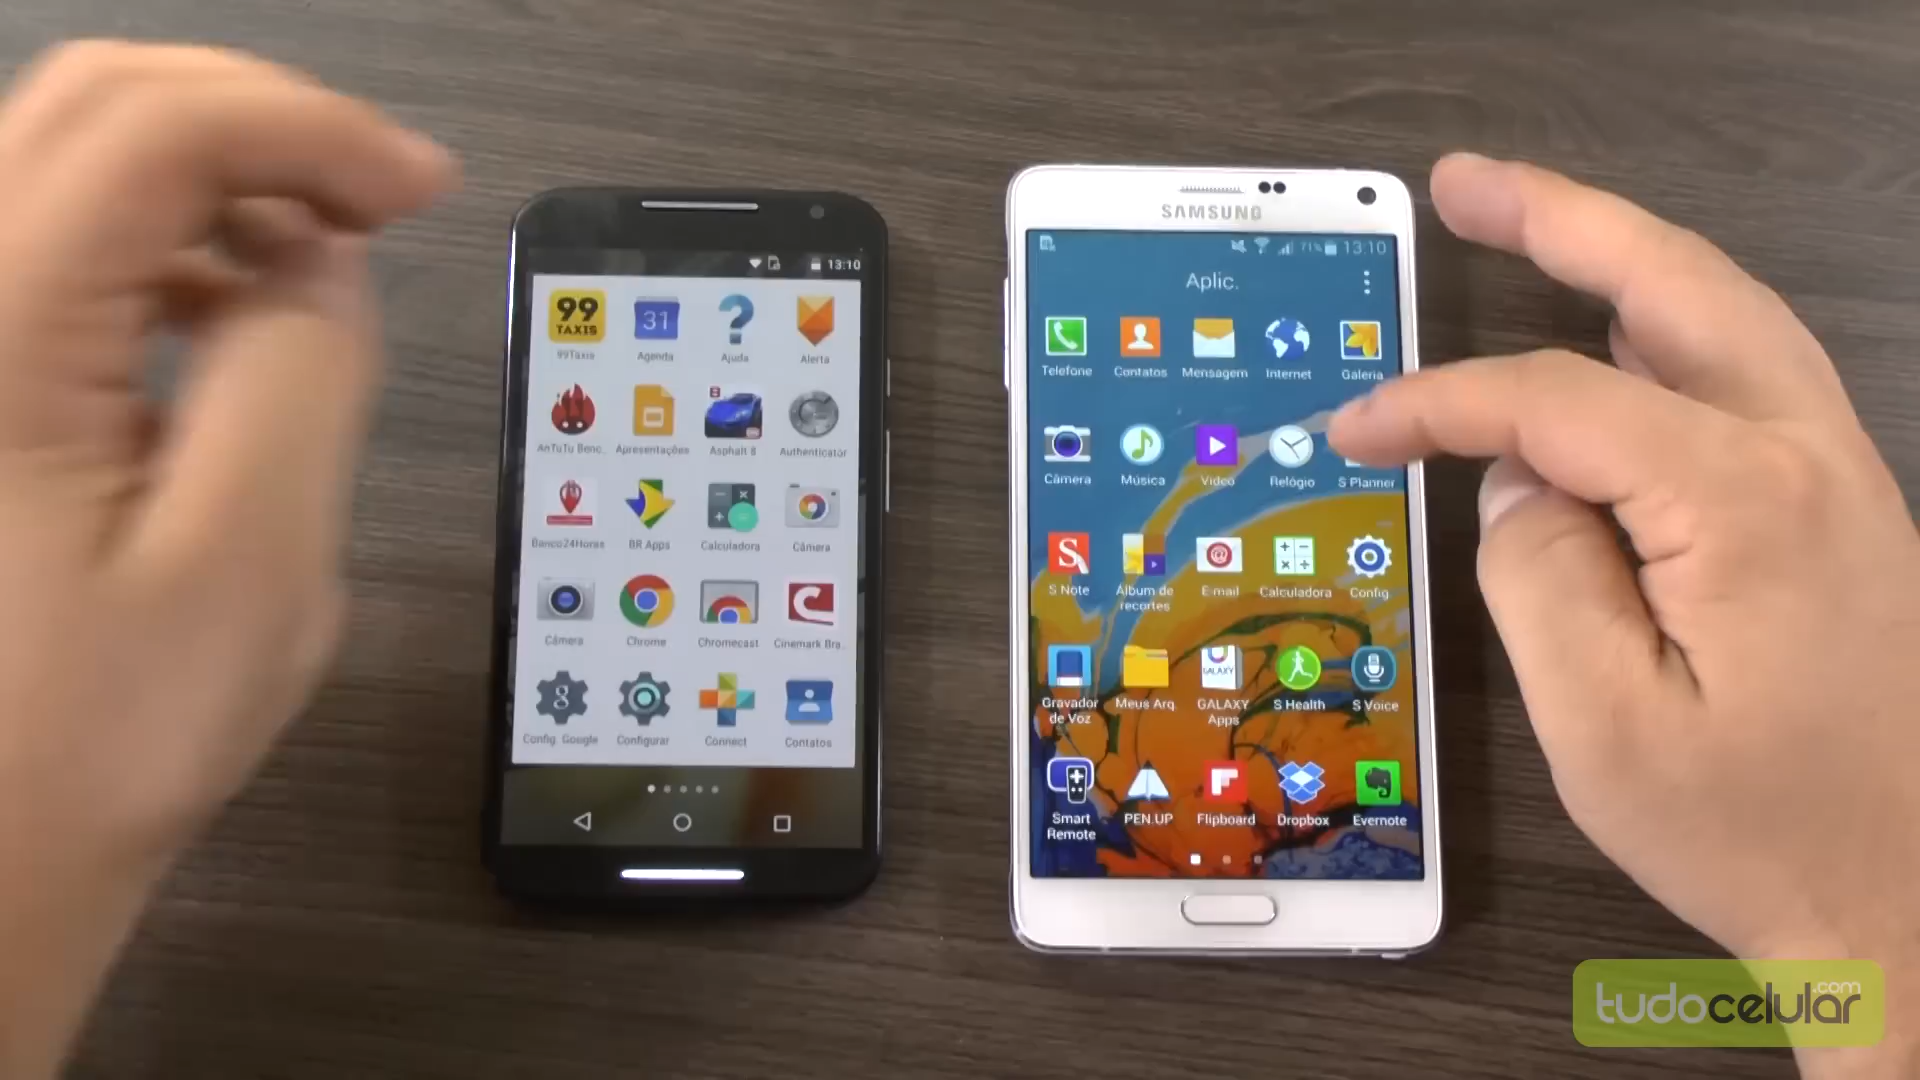 13:10
99
TAXIS
99Taxis
31
Agenda
?
Ajuda
Alerta
AnTuTu Benc..
Apresentações
8
Asphalt 8
Authenticator
Banco24Horas
BR Apps
Calculadora
Câmera
Câmera
Chrome
Chromecast
Cinemark Bra..
g
Config. Google
Configurar
Connect
Contatos
SAMSUNG
71% 13:10
Aplic.
Telefone
Contatos
Mensagem
Internet
Galeria
Câmera
Música
Vídeo
Relógio
S Planner
S
S Note
Álbum de
recortes
@
E-mail
Calculadora
Config.
Gravador
de Voz
Meus Arq.
GALAXY
GALAXY
Apps
S Health
S Voice
Smart
Remote
PEN.UP
Flipboard
Dropbox
Evernote
tudocelular.com